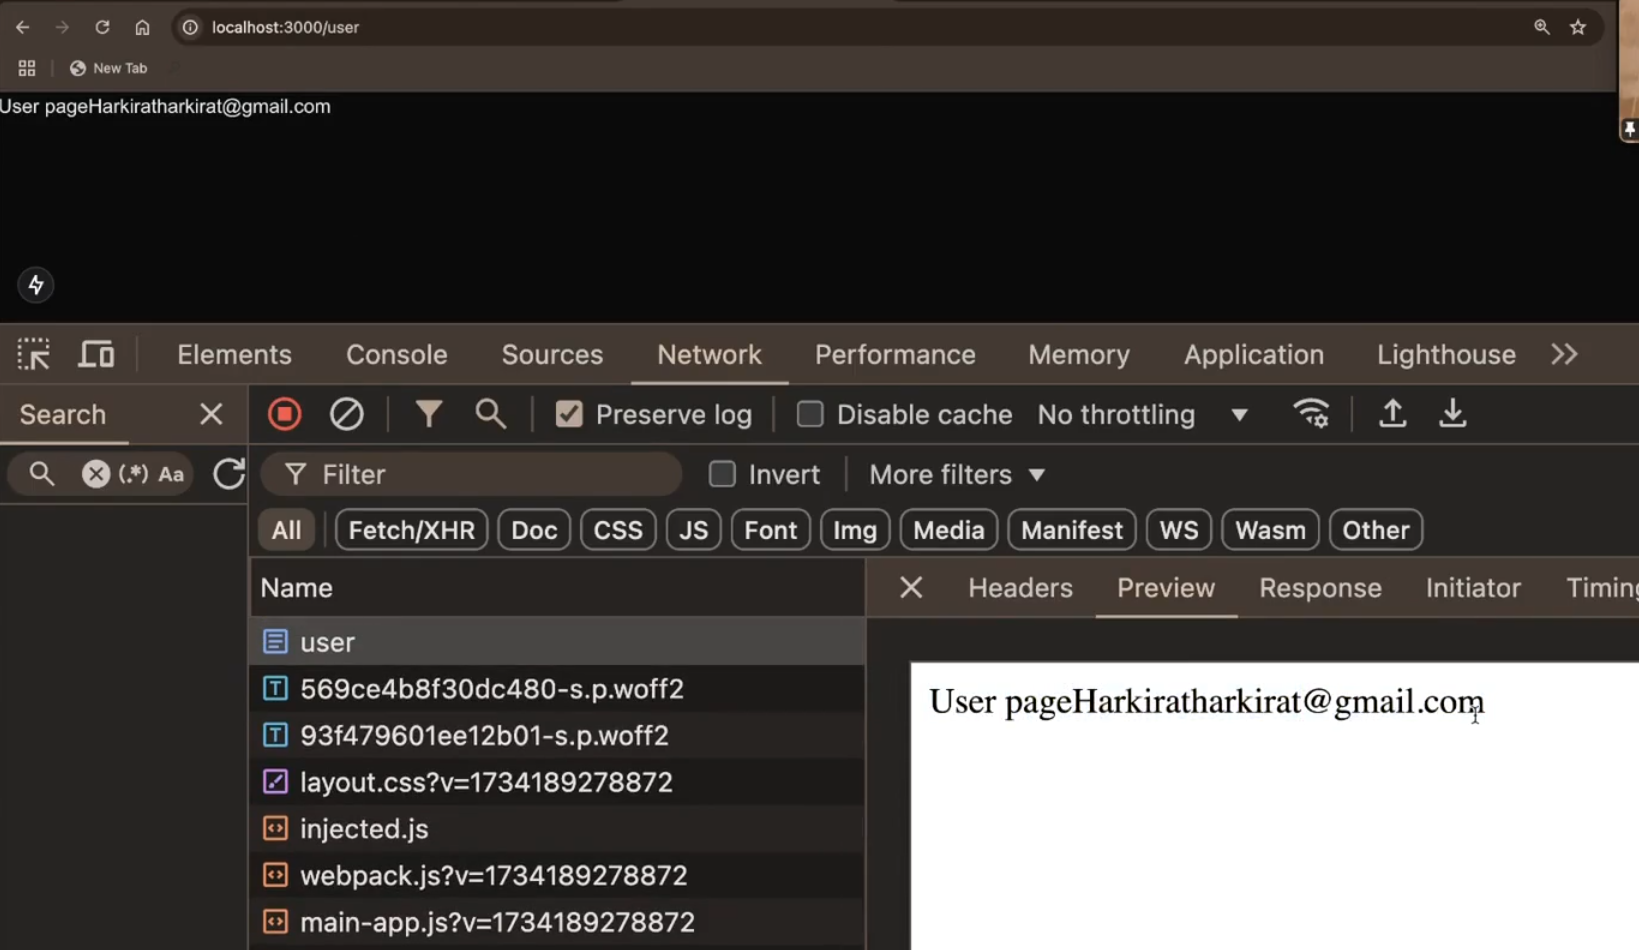 localhost:3000/user
New Tab
User pageHarkiratharkirat@gmail.com
Elements Console Sources Network Performance Memory Application Lighthouse
Search Preserve log Disable cache No throttling
(.*) Aa Filter Invert More filters
All Fetch/XHR Doc CSS JS Font Img Media Manifest WS Wasm Other
Name Headers Preview Response Initiator Timing
user
569ce4b8f30dc480-s.p.woff2
User pageHarkiratharkirat@gmail.com
93f479601ee12b01-s.p.woff2
layout.css?v=1734189278872
injected.js
webpack.js?v=1734189278872
main-app.js?v=1734189278872